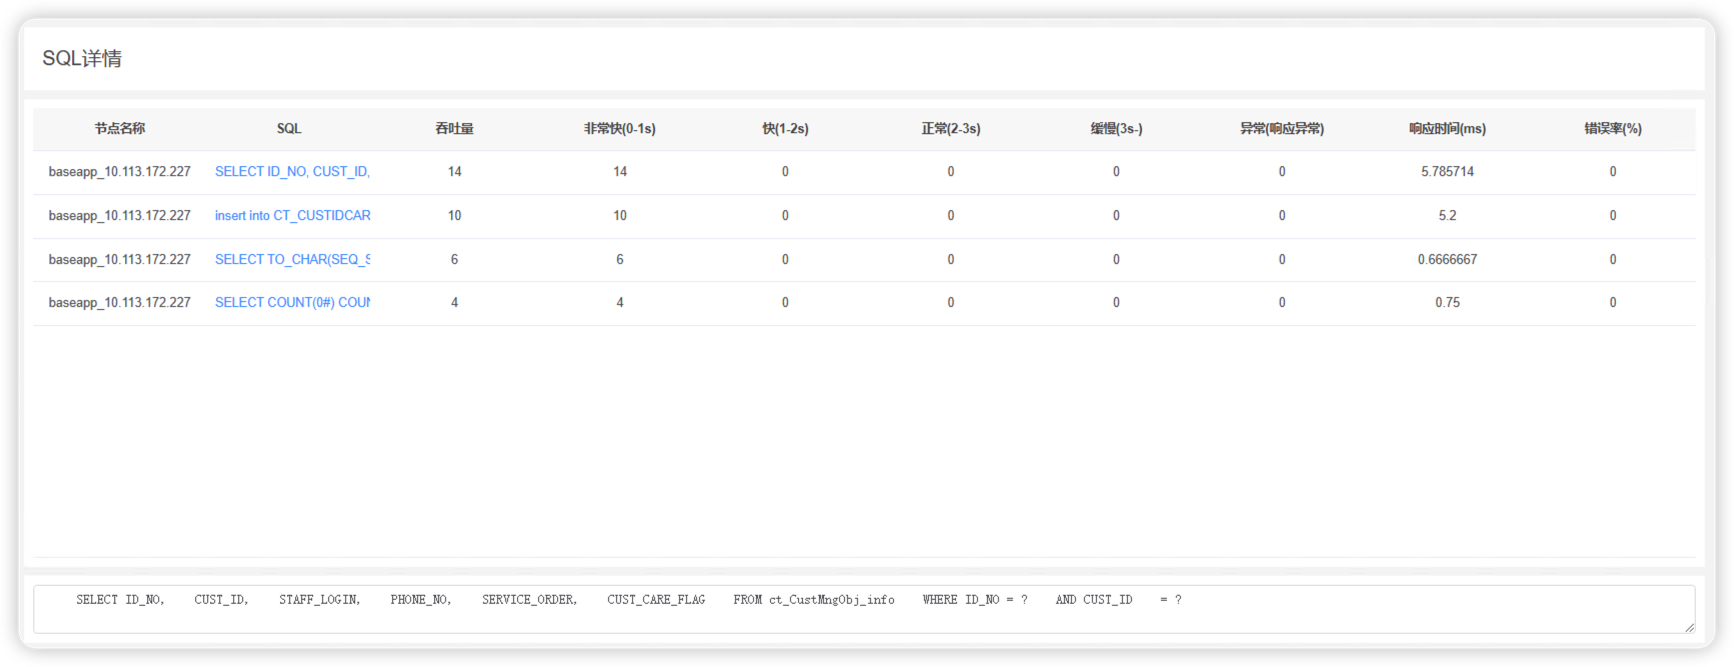 SQL详情
节点名称 SQL 吞吐量 非常快(0-1s) 快(1-2s) 正常(2-3s) 缓慢(3s-) 异常(响应异常) 响应时间(ms) 错误率(%)
baseapp_10.113.172.227 SELECT ID_NO, CUST_ID, 14 14 0 0 0 0 5.785714 0
baseapp_10.113.172.227 insert into CT_CUSTIDCAR 10 10 0 0 0 0 5.2 0
baseapp_10.113.172.227 SELECT TO_CHAR(SEQ_S 6 6 0 0 0 0 0.6666667 0
baseapp_10.113.172.227 SELECT COUNT(0#) COUN 4 4 0 0 0 0 0.75 0
SELECT ID_NO, CUST_ID, STAFF_LOGIN, PHONE_NO, SERVICE_ORDER, CUST_CARE_FLAG FROM ct_CustMngObj_info WHERE ID_NO = ? AND CUST_ID = ?